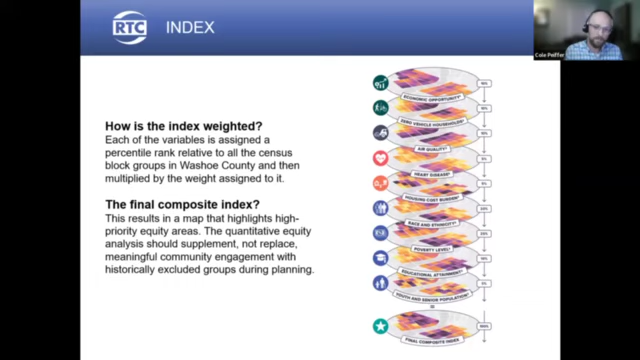 RTC
INDEX
Cole Peiffer
How is the index weighted?
Each of the variables is assigned a
percentile rank relative to all the census
block groups in Washoe County and then
multiplied by the weight assigned to it.
The final composite index?
This results in a map that highlights high-
priority equity areas. The quantitative equity
analysis should supplement, not replace,
meaningful community engagement with
historically excluded groups during planning.
ECONOMIC OPPORTUNITY
ZERO VEHICLE HOUSEHOLDS
AIR QUALITY
HEART DISEASE
HOUSING COST BURDEN
RACE AND ETHNICITY
POVERTY LEVEL
EDUCATIONAL ATTAINMENT
YOUTH AND SENIOR POPULATION
=
FINAL COMPOSITE INDEX